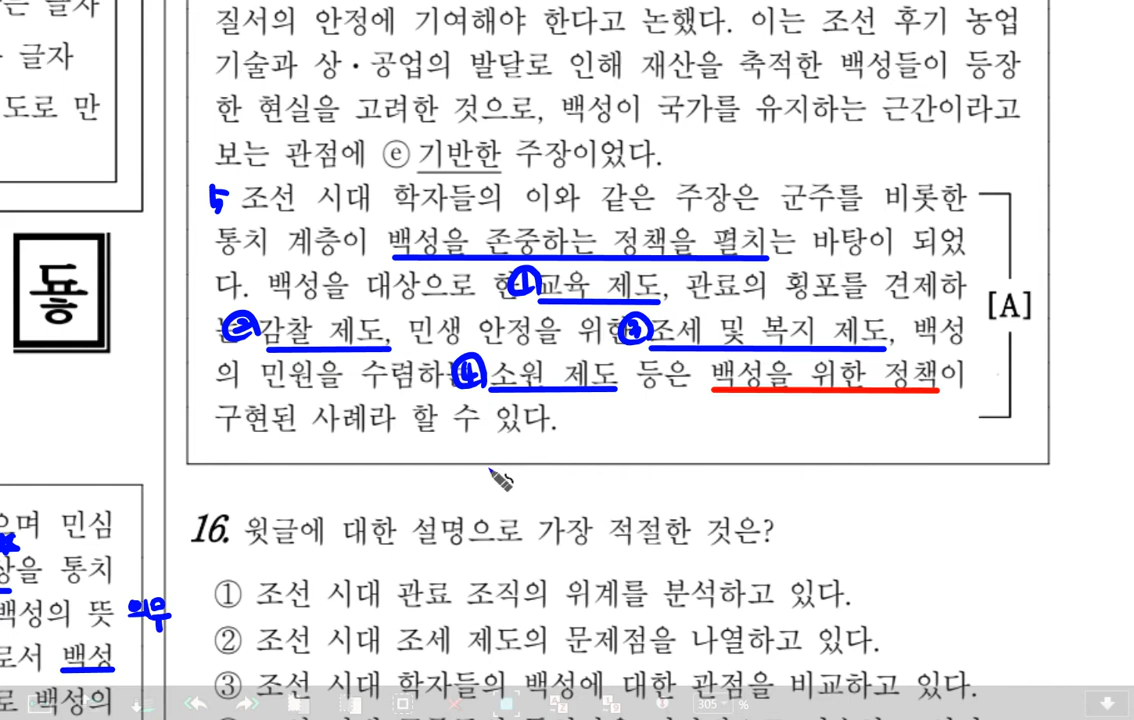 는 글자
글자
도로 만
듛
으며 민심
상을 통치
백성의 뜻 의무
로서 백성
로 백성의
질서의 안정에 기여해야 한다고 논했다. 이는 조선 후기 농업
기술과 상·공업의 발달로 인해 재산을 축적한 백성들이 등장
한 현실을 고려한 것으로, 백성이 국가를 유지하는 근간이라고
보는 관점에 ⓔ기반한 주장이었다.
5 조선 시대 학자들의 이와 같은 주장은 군주를 비롯한
통치 계층이 백성을 존중하는 정책을 펼치는 바탕이 되었
다. 백성을 대상으로 한 ① 교육 제도, 관료의 횡포를 견제하
는 ② 감찰 제도, 민생 안정을 위한 ③ 조세 및 복지 제도, 백성
의 민원을 수렴하는 ④ 소원 제도 등은 백성을 위한 정책이
구현된 사례라 할 수 있다.
[A]
16. 윗글에 대한 설명으로 가장 적절한 것은?
① 조선 시대 관료 조직의 위계를 분석하고 있다.
② 조선 시대 조세 제도의 문제점을 나열하고 있다.
③ 조선 시대 학자들의 백성에 대한 관점을 비교하고 있다.
305 %